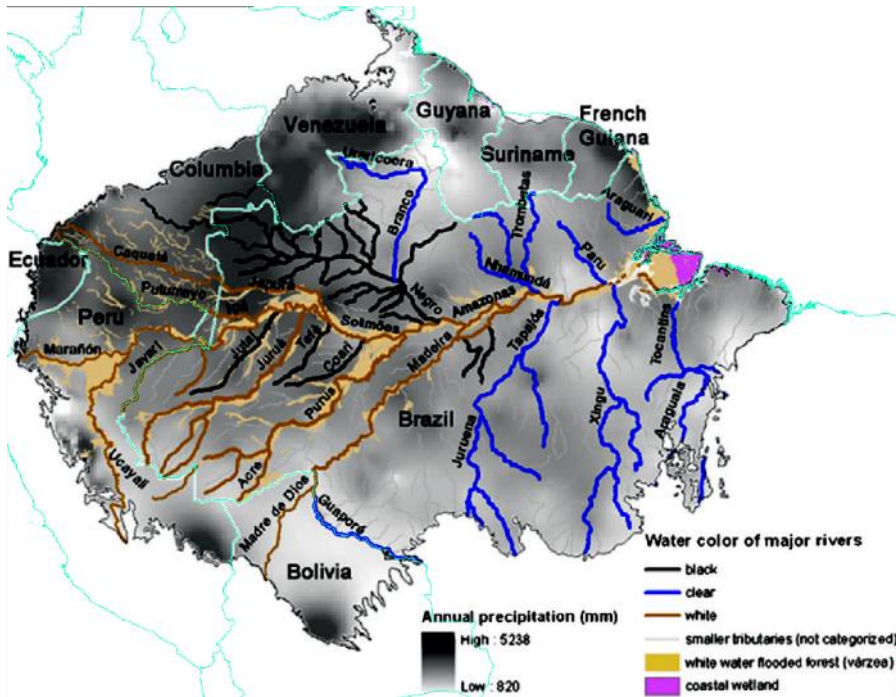 Guyana
French
Guiana
Venezuela
Suriname
Columbia
Uraricoera
Branco
Trombetas
Araguari
Ecuador
Caquetá
Paru
Nhamundá
Putumayo
Japurá
Negro
Içá
Amazonas
Peru
Solimões
Marañón
Javari
Jutaí
Juruá
Tefé
Coari
Madeira
Tapajós
Tocantins
Purus
Brazil
Xingu
Araguaia
Ucayali
Acre
Juruena
Madre de Dios
Guaporé
Bolivia
Water color of major rivers
black
clear
white
smaller tributaries (not categorized)
white water flooded forest (várzea)
coastal wetland
Annual precipitation (mm)
High : 5238
Low : 820